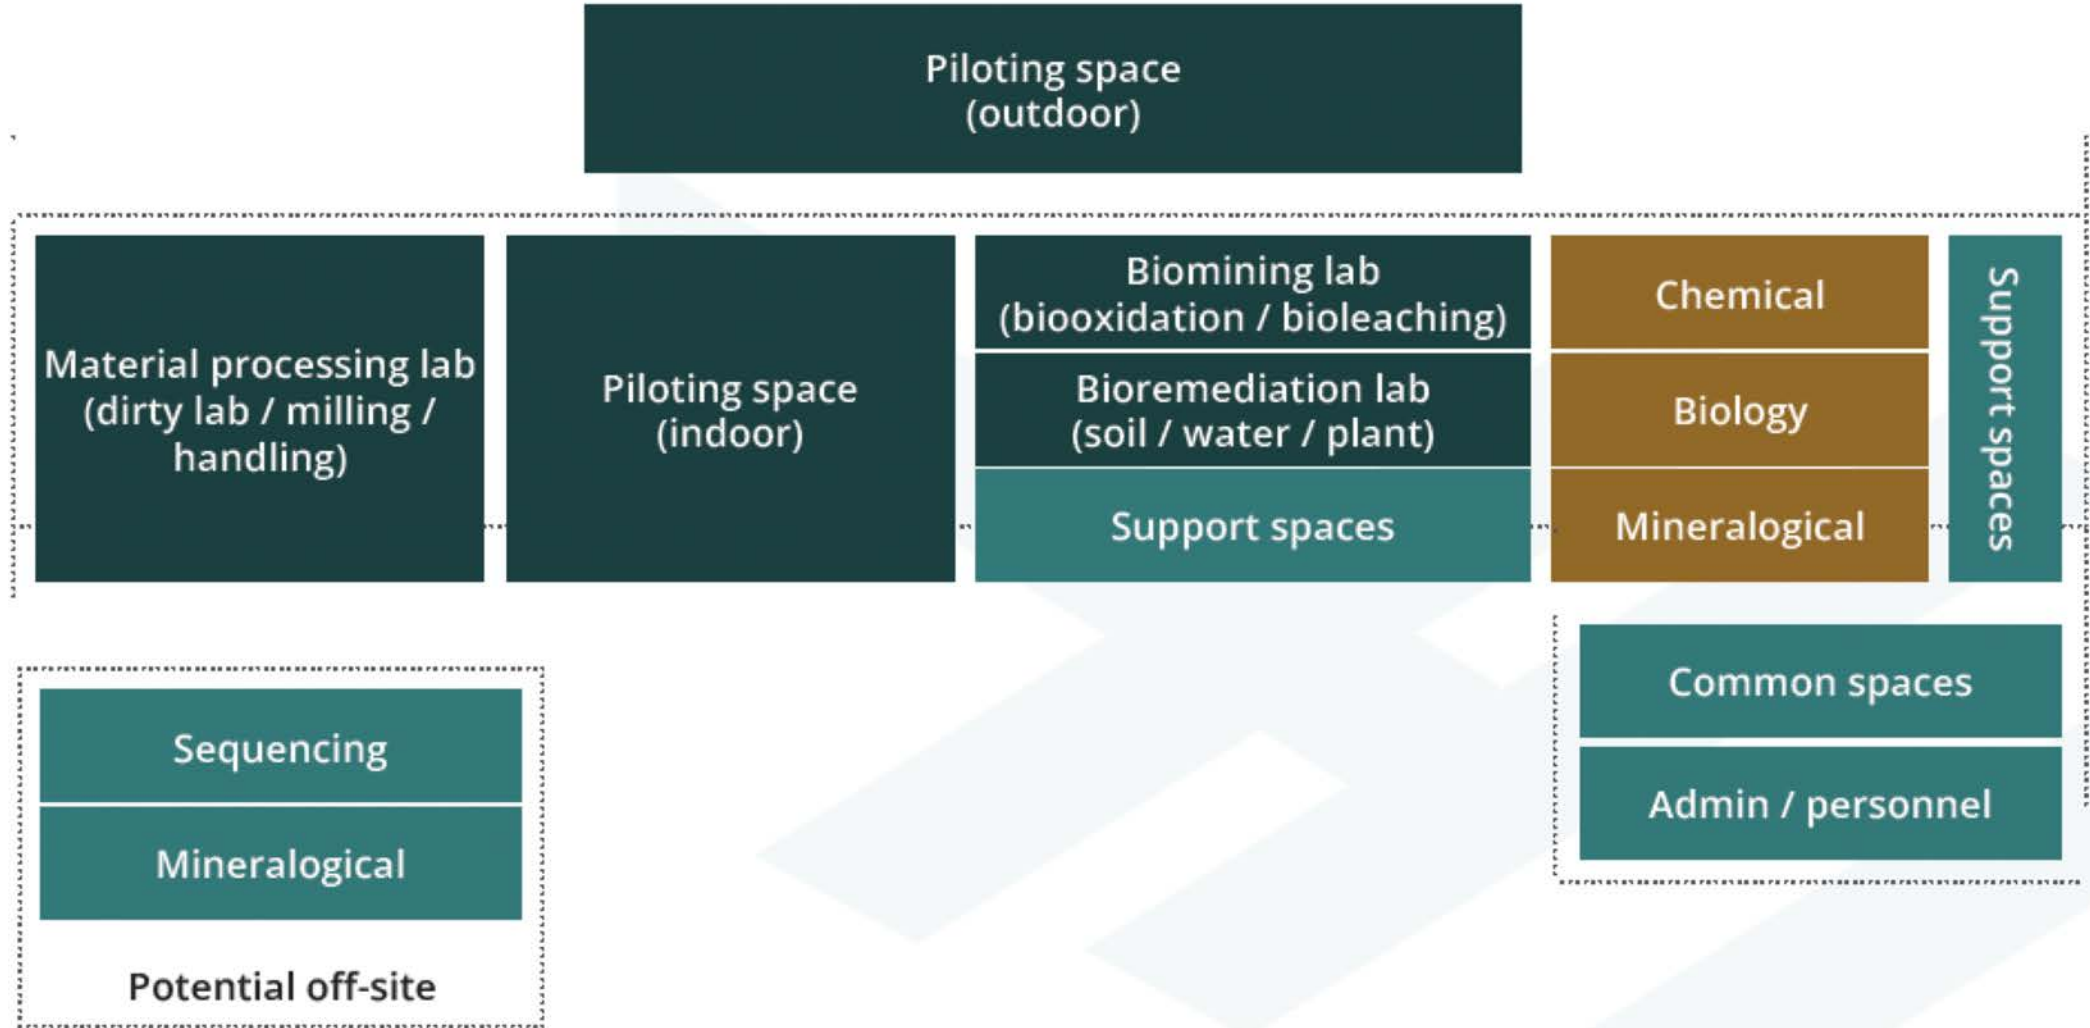 Piloting space
(outdoor)
Material processing lab
(dirty lab / milling /
handling)
Piloting space
(indoor)
Biomining lab
(biooxidation / bioleaching)
Bioremediation lab
(soil / water / plant)
Support spaces
Chemical
Biology
Mineralogical
Support spaces
Common spaces
Admin / personnel
Sequencing
Mineralogical
Potential off-site